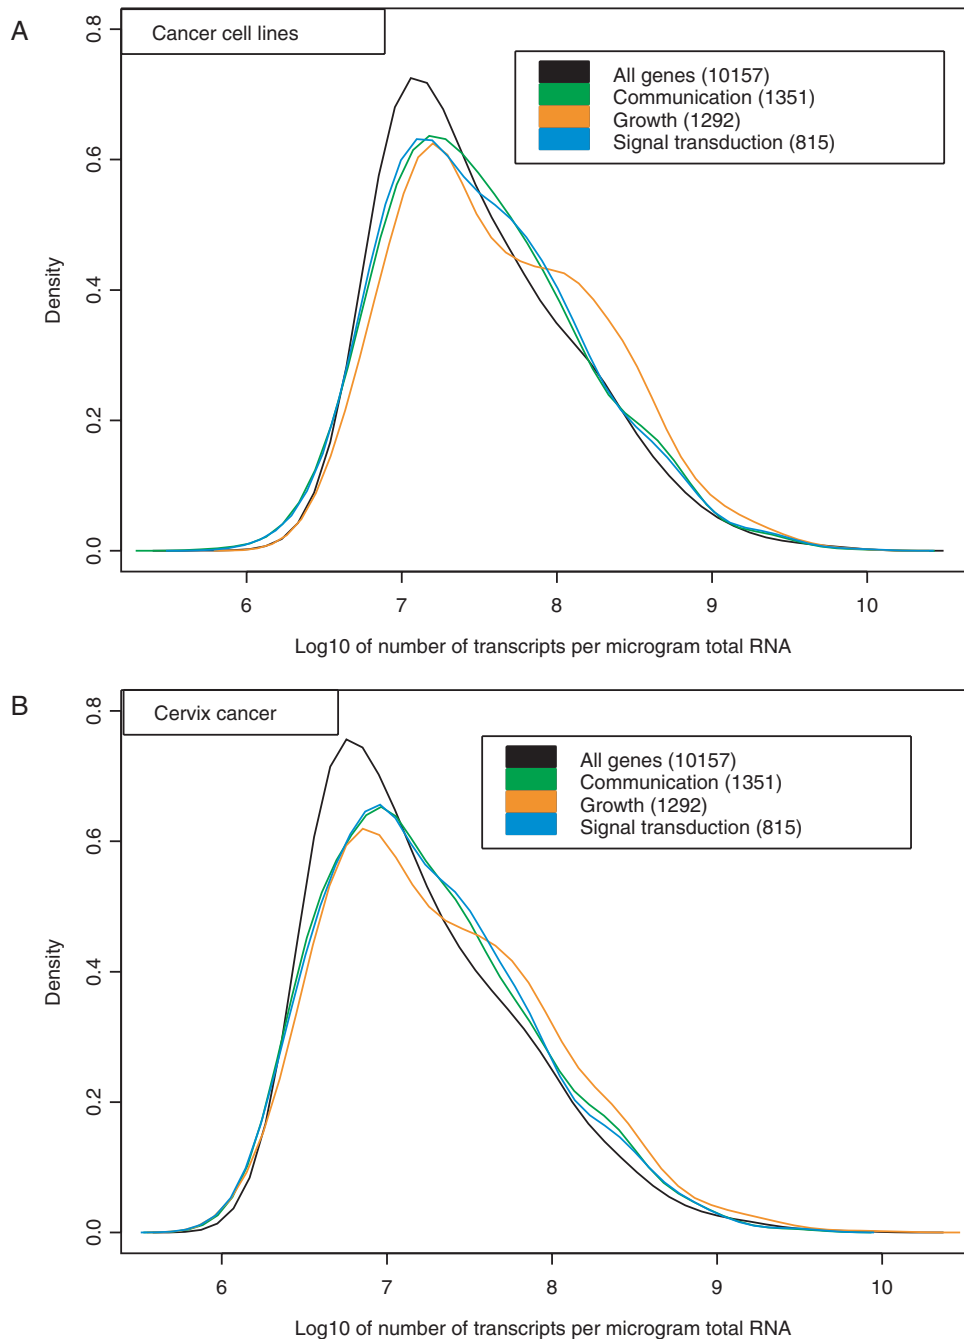 A
Cancer cell lines
All genes (10157)
Communication (1351)
Growth (1292)
Signal transduction (815)
0.8
0.6
0.4
0.2
0.0
Density
6 7 8 9 10
Log10 of number of transcripts per microgram total RNA
B
Cervix cancer
All genes (10157)
Communication (1351)
Growth (1292)
Signal transduction (815)
0.8
0.6
0.4
0.2
0.0
Density
6 7 8 9 10
Log10 of number of transcripts per microgram total RNA